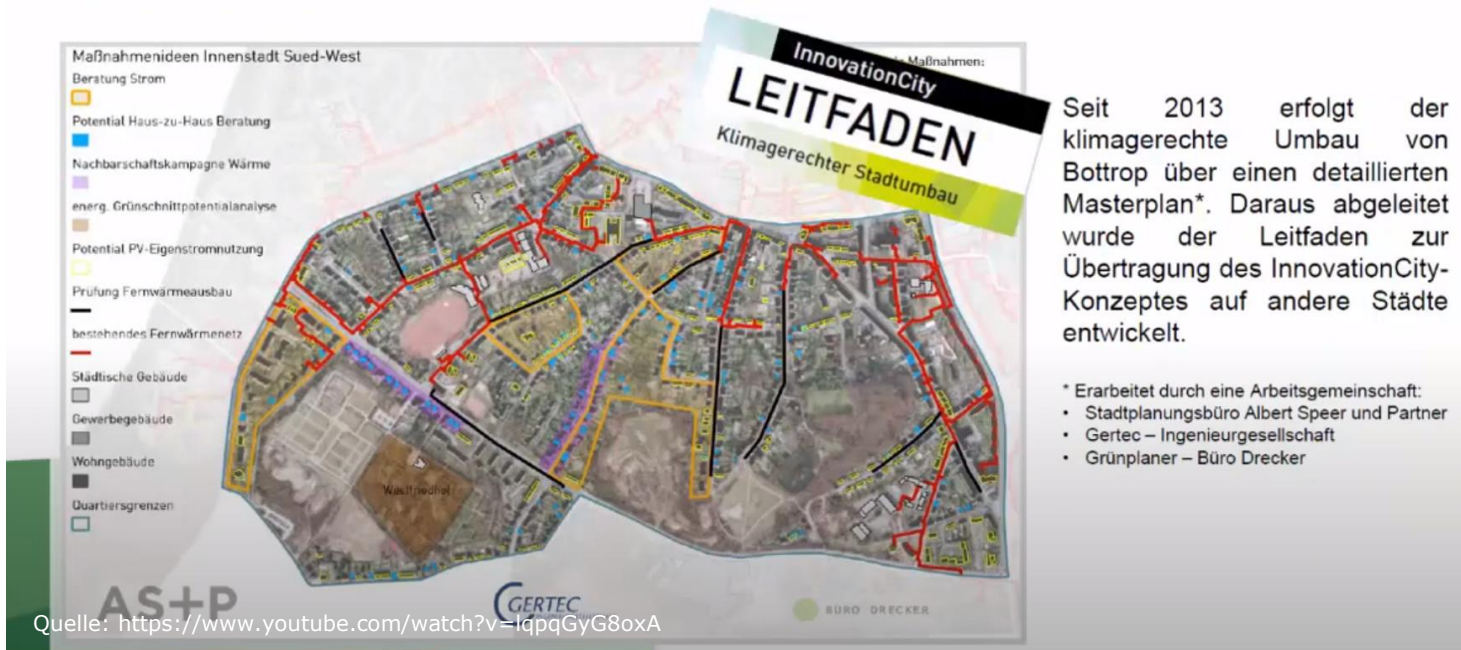 Maßnahmenideen Innenstadt Sued-West
Beratung Strom
Potential Haus-zu-Haus Beratung
Nachbarschaftskampagne Wärme
energ. Grünschnittpotentialanalyse
Potential PV-Eigenstromnutzung
Prüfung Fernwärmeausbau
bestehendes Fernwärmenetz
Städtische Gebäude
Gewerbegebäude
Wohngebäude
Quartiersgrenzen
Maßnahmen:
InnovationCity
LEITFADEN
Klimagerechter Stadtumbau
Westfriedhof
AS+P
GERTEC
BÜRO DRECKER
Quelle: https://www.youtube.com/watch?v=lqpqGyG8oxA
Seit 2013 erfolgt der
klimagerechte Umbau von
Bottrop über einen detaillierten
Masterplan*. Daraus abgeleitet
wurde der Leitfaden zur
Übertragung des InnovationCity-
Konzeptes auf andere Städte
entwickelt.
* Erarbeitet durch eine Arbeitsgemeinschaft:
• Stadtplanungsbüro Albert Speer und Partner
• Gertec – Ingenieurgesellschaft
• Grünplaner – Büro Drecker